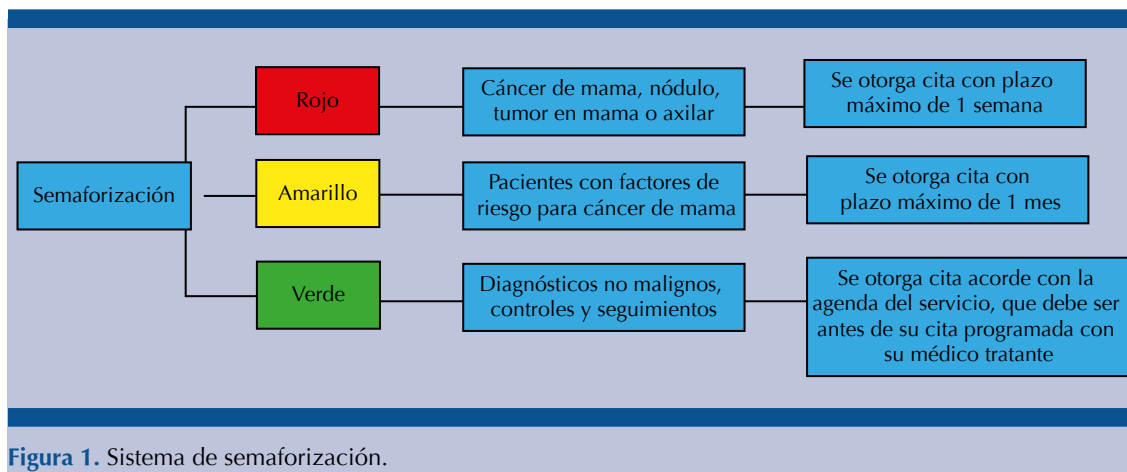 Semaforización
Rojo
Cáncer de mama, nódulo,
tumor en mama o axilar
Se otorga cita con plazo
máximo de 1 semana
Amarillo
Pacientes con factores de
riesgo para cáncer de mama
Se otorga cita con
plazo máximo de 1 mes
Verde
Diagnósticos no malignos,
controles y seguimientos
Se otorga cita acorde con la
agenda del servicio, que debe ser
antes de su cita programada con
su médico tratante
Figura 1. Sistema de semaforización.